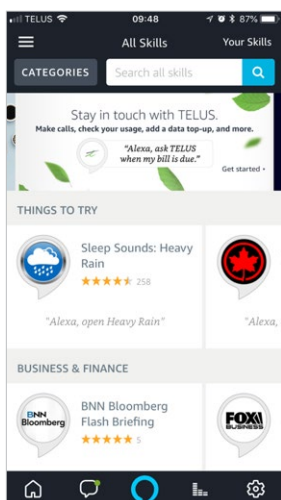 TELUS 09:48 87%
All Skills Your Skills
CATEGORIES Search all skills
Stay in touch with TELUS.
Make calls, check your usage, add a data top-up, and more.
"Alexa, ask TELUS
when my bill is due."
Get started
THINGS TO TRY
Sleep Sounds: Heavy
Rain
258
"Alexa, open Heavy Rain"
"Alexa,
BUSINESS & FINANCE
BNN
Bloomberg
BNN Bloomberg
Flash Briefing
5
FOX
BUSINESS